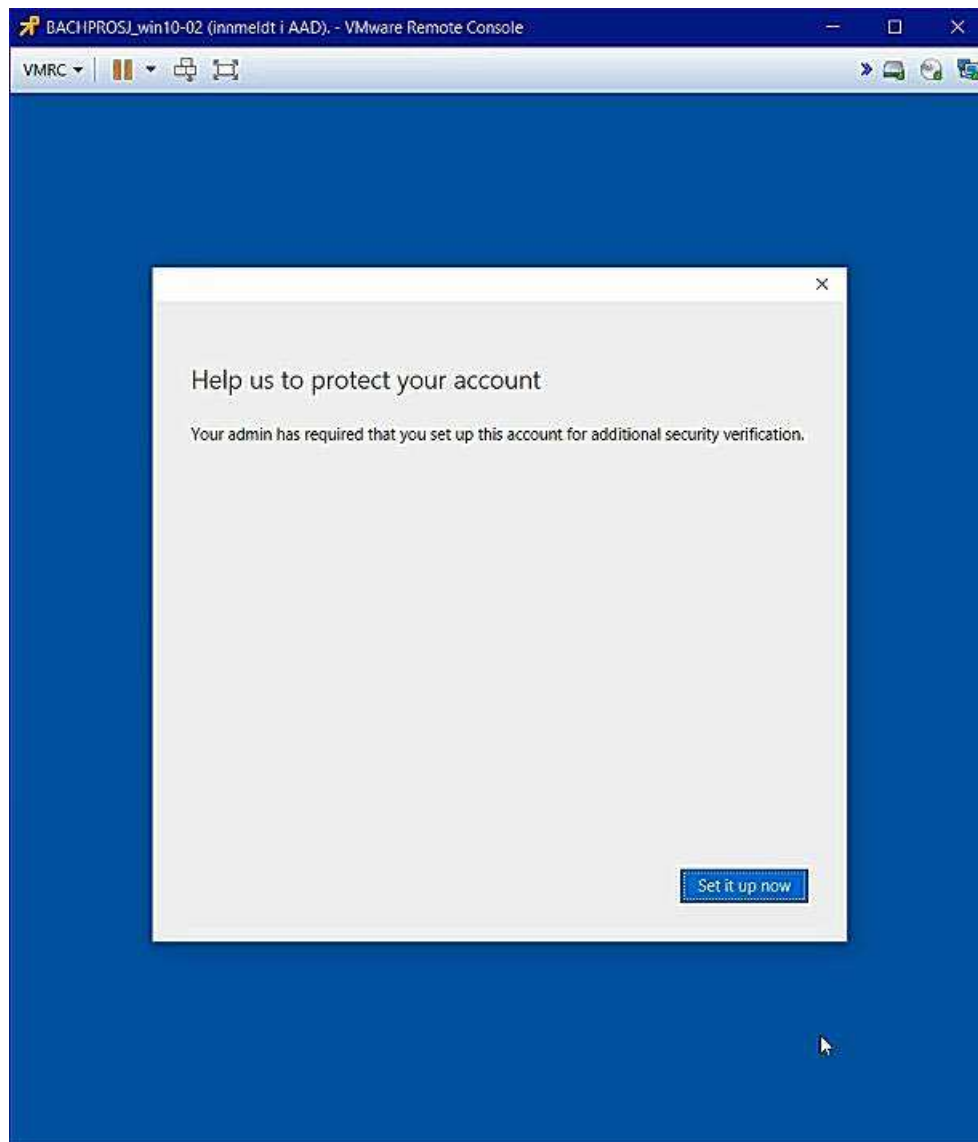 BACHPROSJ_win10-02 (innmeldt i AAD). - VMware Remote Console
VMRC
Help us to protect your account
Your admin has required that you set up this account for additional security verification.
Set it up now